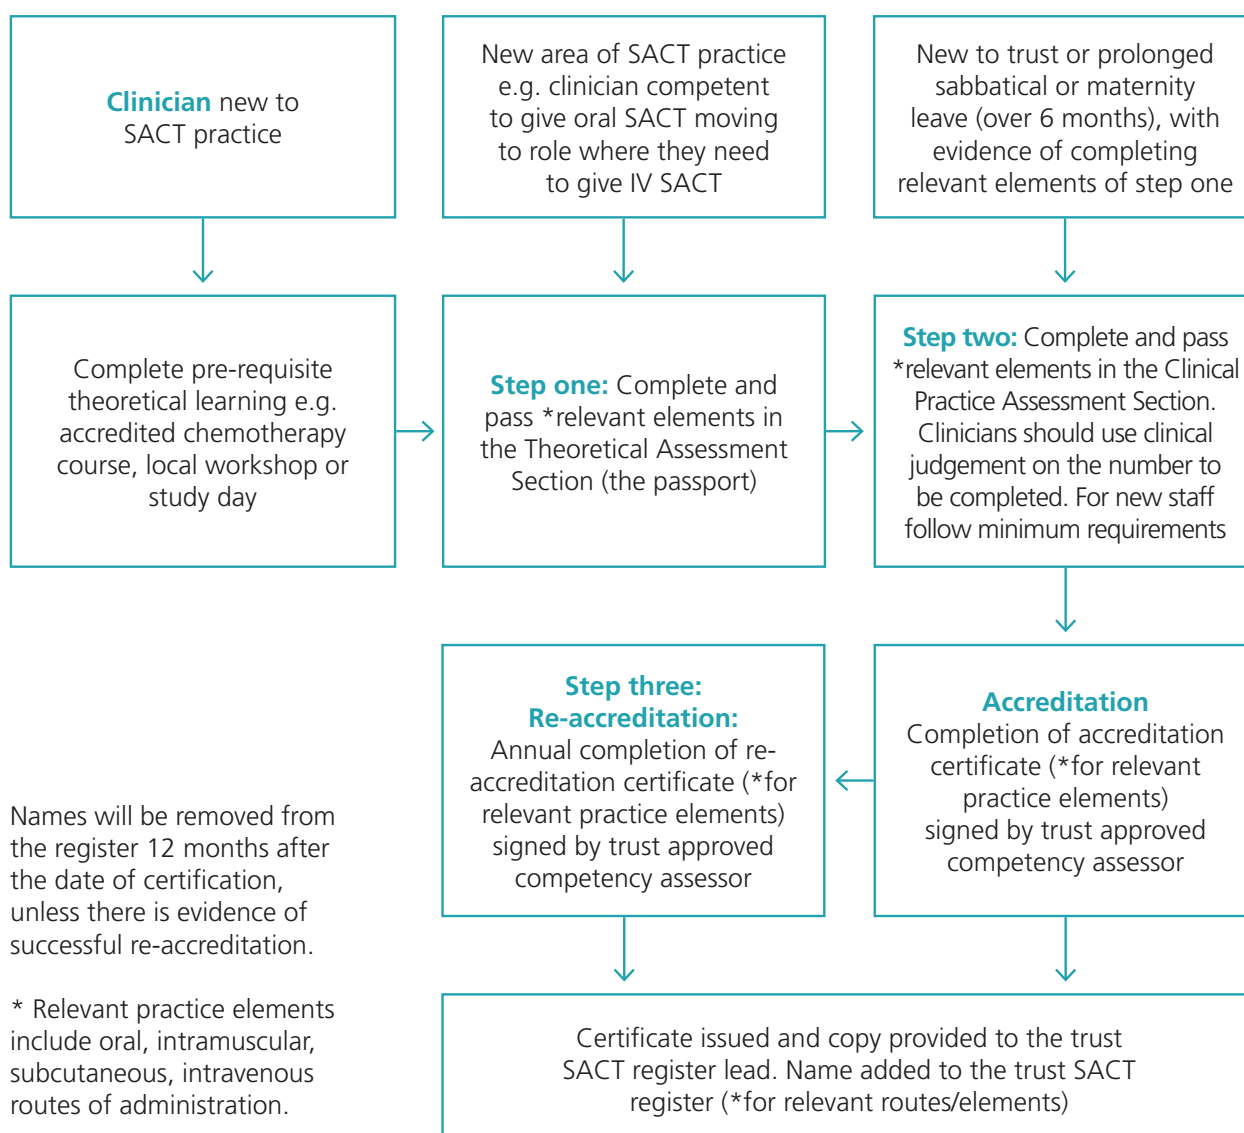 Clinician new to
SACT practice
New area of SACT practice
e.g. clinician competent
to give oral SACT moving
to role where they need
to give IV SACT
New to trust or prolonged
sabbatical or maternity
leave (over 6 months), with
evidence of completing
relevant elements of step one
Complete pre-requisite
theoretical learning e.g.
accredited chemotherapy
course, local workshop or
study day
Step one: Complete and
pass *relevant elements in
the Theoretical Assessment
Section (the passport)
Step two: Complete and pass
*relevant elements in the Clinical
Practice Assessment Section.
Clinicians should use clinical
judgement on the number to
be completed. For new staff
follow minimum requirements
Accreditation
Completion of accreditation
certificate (*for relevant
practice elements)
signed by trust approved
competency assessor
Step three:
Re-accreditation:
Annual completion of re-
accreditation certificate (*for
relevant practice elements)
signed by trust approved
competency assessor
Certificate issued and copy provided to the trust
SACT register lead. Name added to the trust SACT
register (*for relevant routes/elements)
Names will be removed from
the register 12 months after
the date of certification,
unless there is evidence of
successful re-accreditation.
* Relevant practice elements
include oral, intramuscular,
subcutaneous, intravenous
routes of administration.